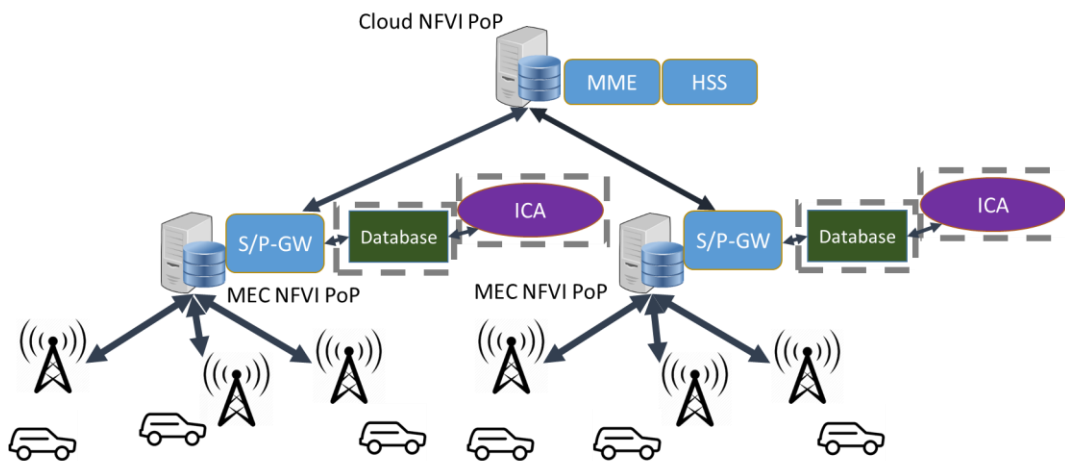 Cloud NFVI PoP
MME
HSS
ICA
ICA
S/P-GW
Database
S/P-GW
Database
MEC NFVI PoP
MEC NFVI PoP